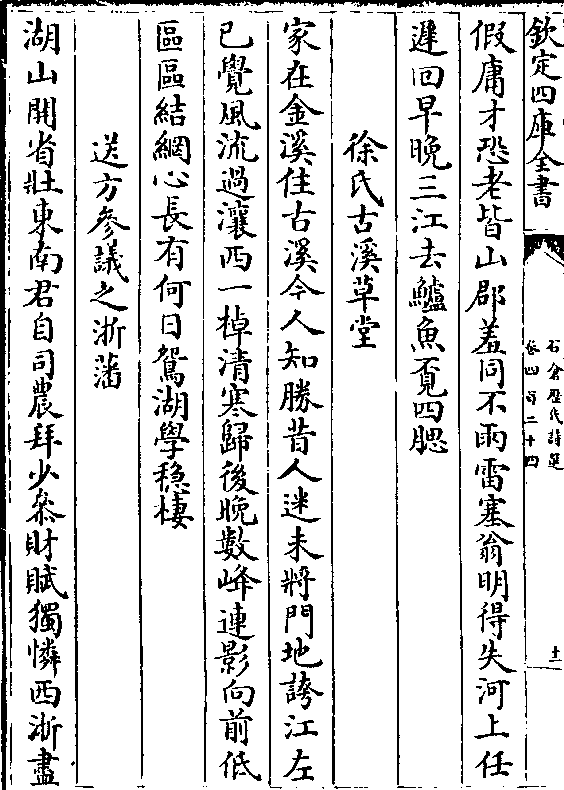 欽定四庫全書
石倉歷代詩選
卷四百二十四
十一
假庸才恐老皆山郡羞同不雨雷塞翁明得失河上任
遲回早晚三江去鱸魚覓四腮
徐氏古溪草堂
家在金溪住古溪今人知勝昔人迷未將門地誇江左
已覺風流過瀼西一棹清寒歸後晚數峰連影向前低
區區結網心長有何日鴛湖學穏棲
送方參議之浙藩
湖山開省壯東南君自司農拜少叅財賦獨憐西浙盡